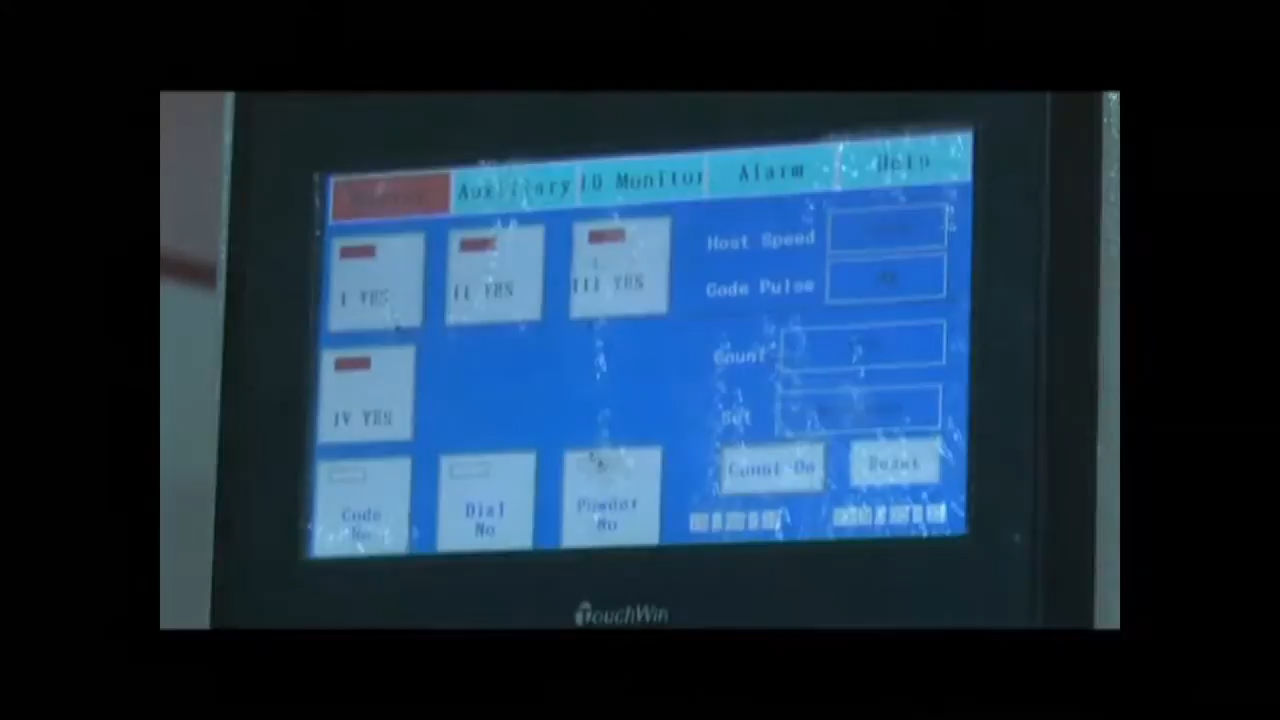 Auxiliary
IO Monitor
Alarm
Help
I YES
II YES
III YES
Host Speed
Code Pulse
Count
IV YES
Set
Code
No
Dial
No
Powder
No
Count On
Reset
TouchWin